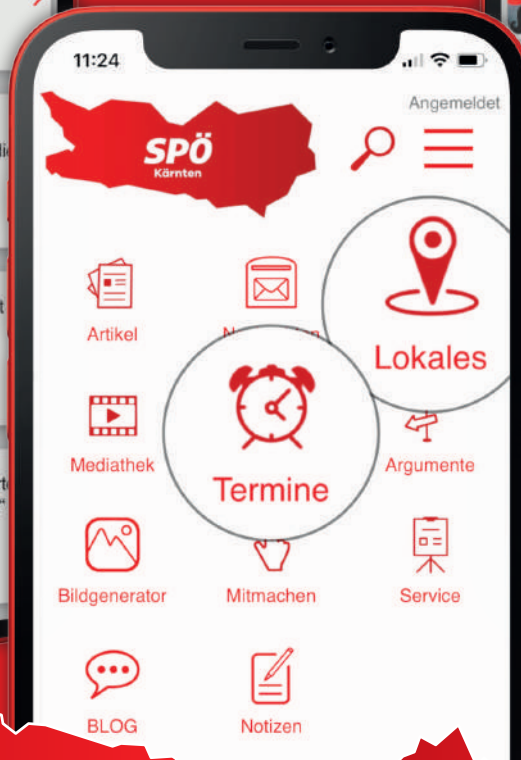 11:24
Angemeldet
SPÖ
Kärnten
Artikel
Lokales
Mediathek
Termine
Argumente
Bildgenerator
Mitmachen
Service
BLOG
Notizen